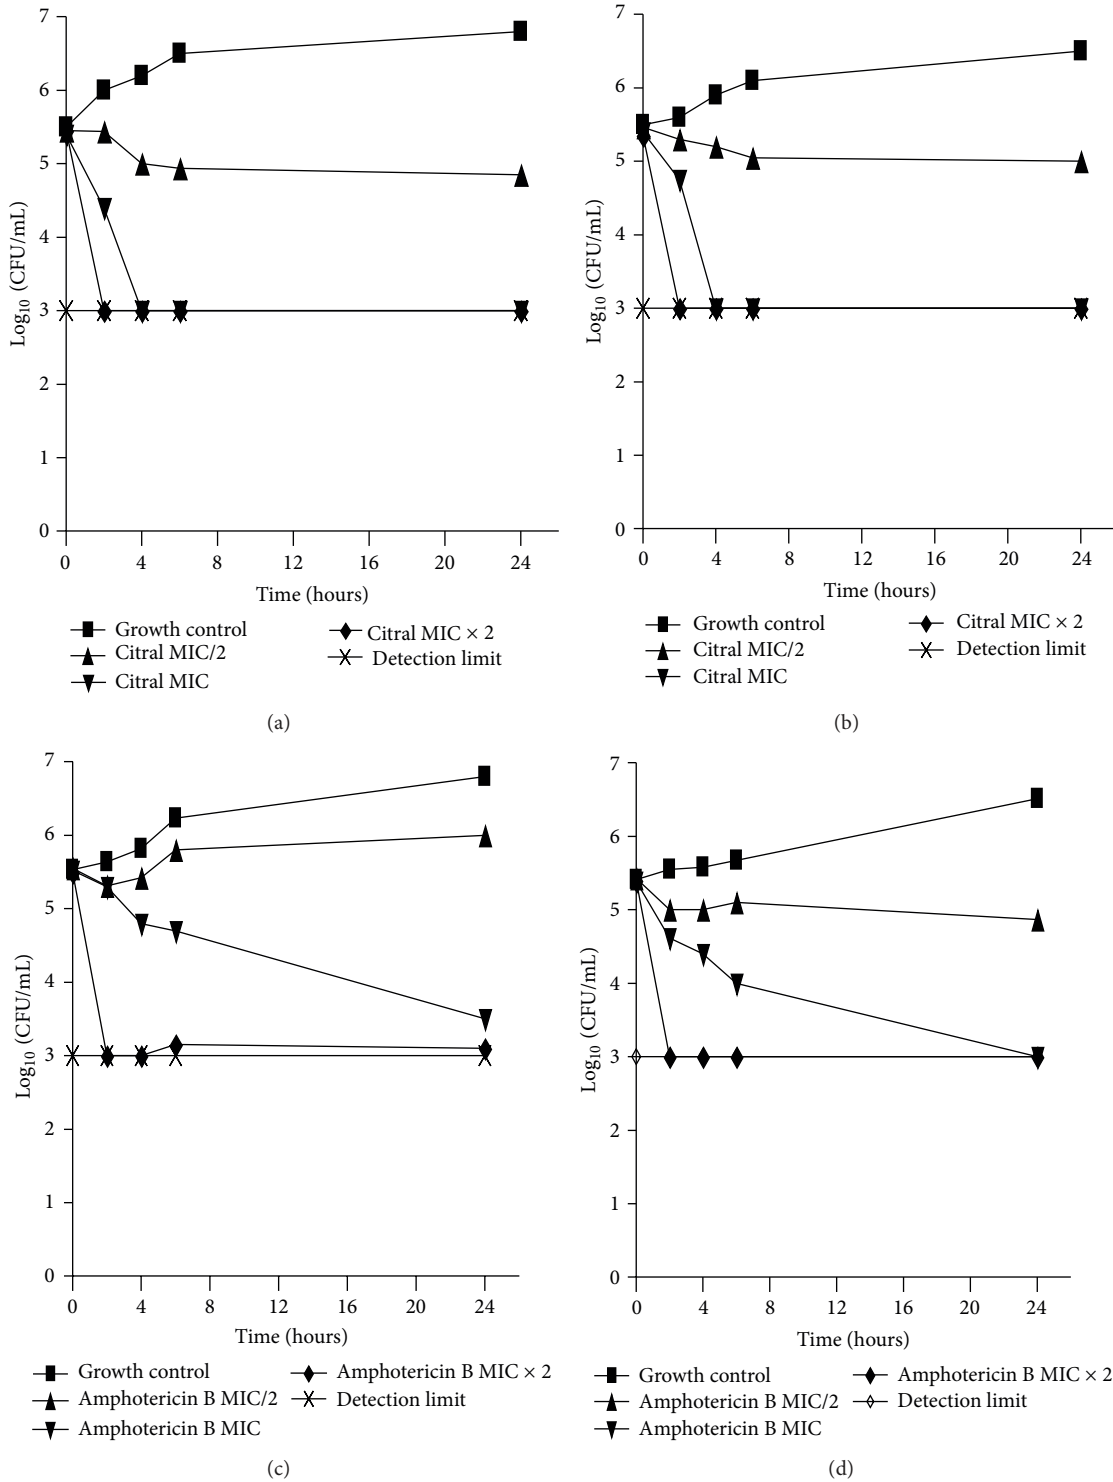 7
6
5
4
3
2
1
0
Log10 (CFU/mL)
0 4 8 12 16 20 24
Time (hours)
Growth control
Citral MIC/2
Citral MIC
Citral MIC × 2
Detection limit
(a)
7
6
5
4
3
2
1
0
Log10 (CFU/mL)
0 4 8 12 16 20 24
Time (hours)
Growth control
Citral MIC/2
Citral MIC
Citral MIC × 2
Detection limit
(b)
7
6
5
4
3
2
1
0
Log10 (CFU/mL)
0 4 8 12 16 20 24
Time (hours)
Growth control
Amphotericin B MIC/2
Amphotericin B MIC
Amphotericin B MIC × 2
Detection limit
(c)
7
6
5
4
3
2
1
0
Log10 (CFU/mL)
0 4 8 12 16 20 24
Time (hours)
Growth control
Amphotericin B MIC/2
Amphotericin B MIC
Amphotericin B MIC × 2
Detection limit
(d)